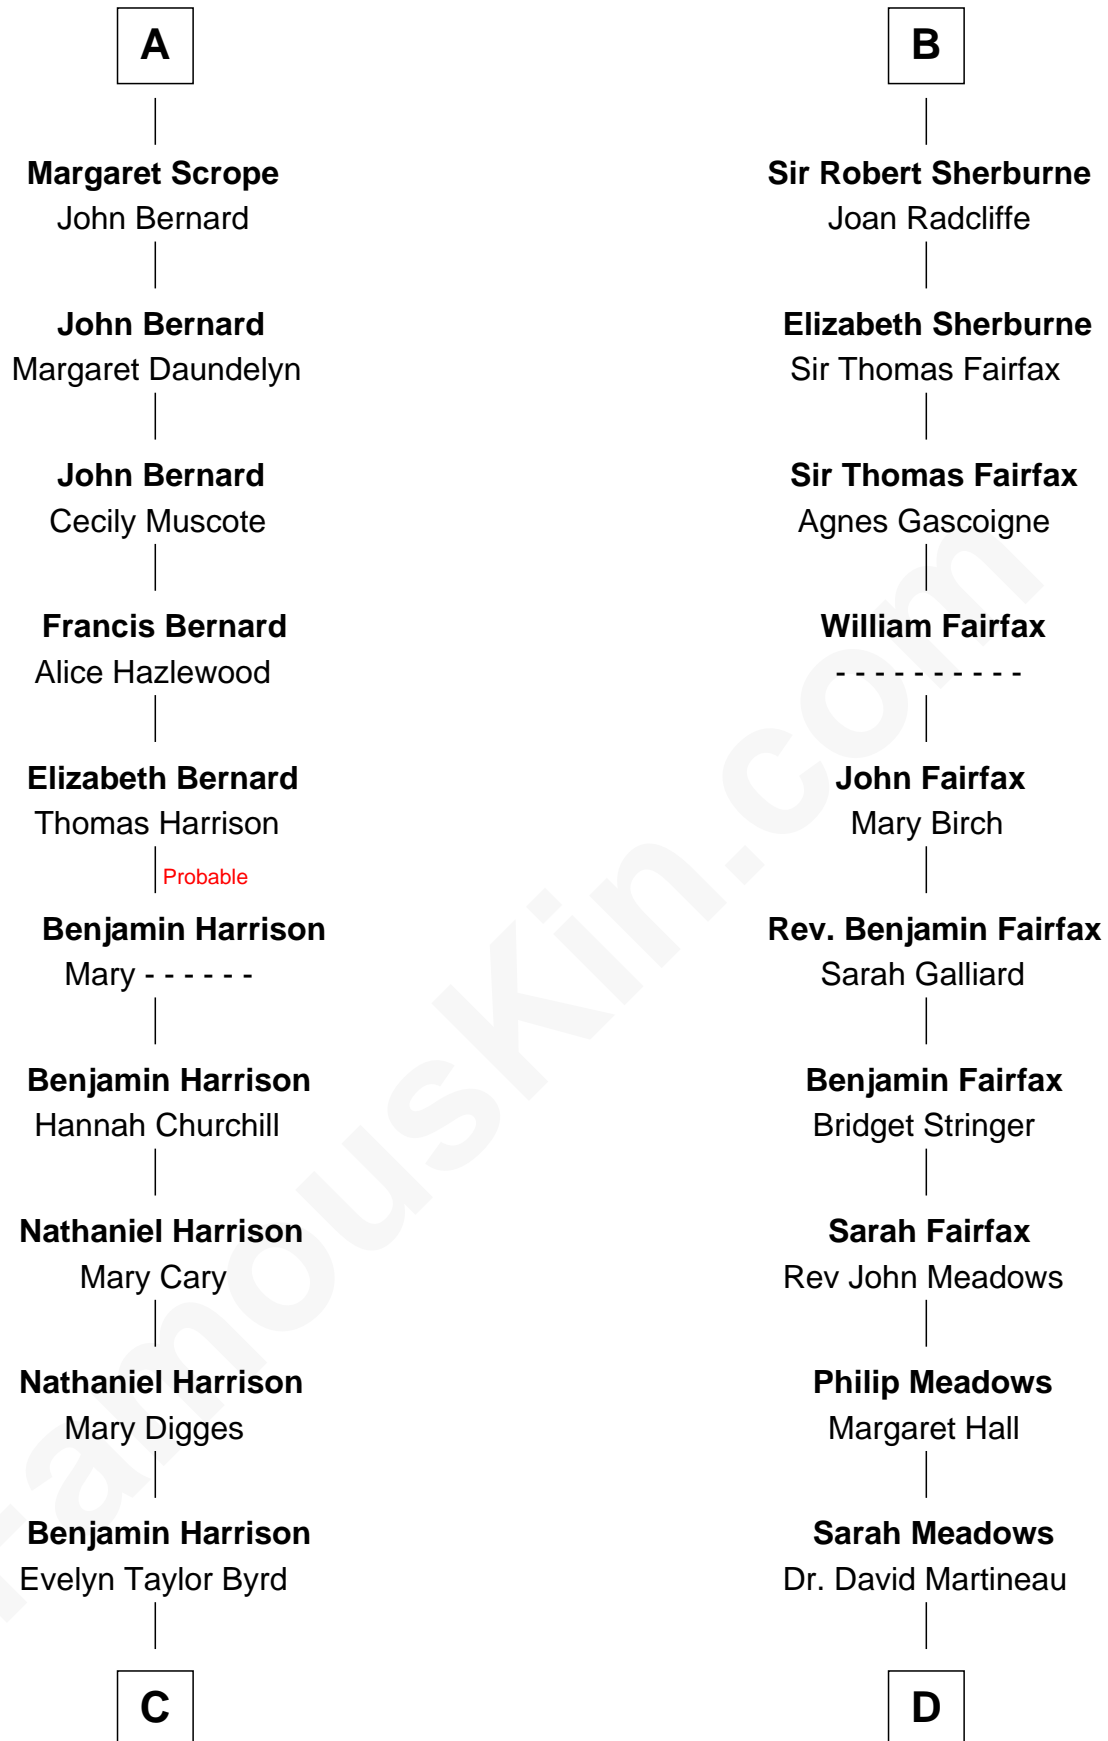 A
Margaret Scrope
John Bernard
John Bernard
Margaret Daundelyn
John Bernard
Cecily Muscote
Francis Bernard
Alice Hazlewood
Elizabeth Bernard
Thomas Harrison
Probable
Benjamin Harrison
Mary - - - - - -
Benjamin Harrison
Hannah Churchill
Nathaniel Harrison
Mary Cary
Nathaniel Harrison
Mary Digges
Benjamin Harrison
Evelyn Taylor Byrd
C
B
Sir Robert Sherburne
Joan Radcliffe
Elizabeth Sherburne
Sir Thomas Fairfax
Sir Thomas Fairfax
Agnes Gascoigne
William Fairfax
- - - - - - - - - -
John Fairfax
Mary Birch
Rev. Benjamin Fairfax
Sarah Galliard
Benjamin Fairfax
Bridget Stringer
Sarah Fairfax
Rev John Meadows
Philip Meadows
Margaret Hall
Sarah Meadows
Dr. David Martineau
D
FamousKin.com